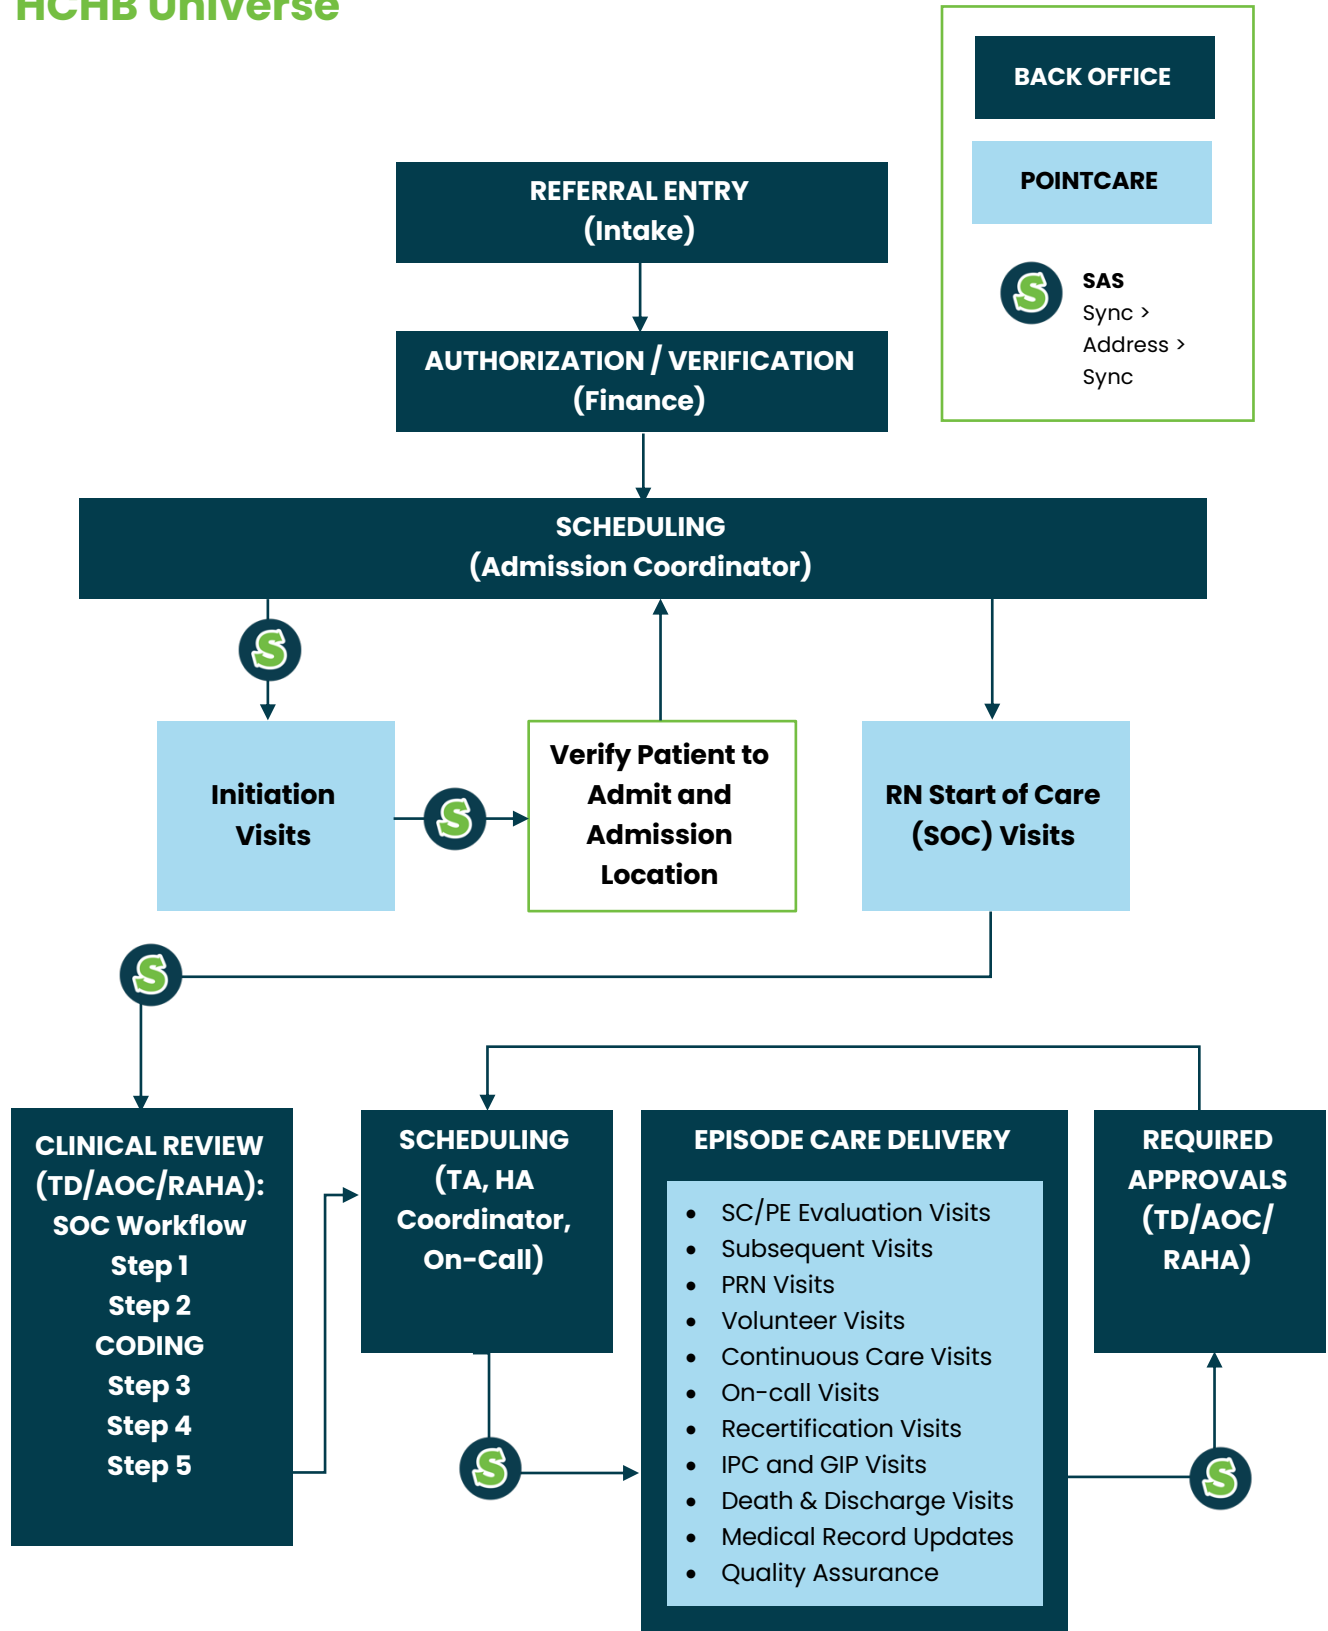 HCHB Universe
BACK OFFICE
POINTCARE
S
SAS
Sync >
Address >
Sync
REFERRAL ENTRY
(Intake)
AUTHORIZATION / VERIFICATION
(Finance)
SCHEDULING
(Admission Coordinator)
S
Initiation
Visits
S
Verify Patient to
Admit and
Admission
Location
RN Start of Care
(SOC) Visits
S
CLINICAL REVIEW
(TD/AOC/RAHA):
SOC Workflow
Step 1
Step 2
CODING
Step 3
Step 4
Step 5
SCHEDULING
(TA, HA
Coordinator,
On-Call)
S
EPISODE CARE DELIVERY
• SC/PE Evaluation Visits
• Subsequent Visits
• PRN Visits
• Volunteer Visits
• Continuous Care Visits
• On-call Visits
• Recertification Visits
• IPC and GIP Visits
• Death & Discharge Visits
• Medical Record Updates
• Quality Assurance
REQUIRED
APPROVALS
(TD/AOC/
RAHA)
S